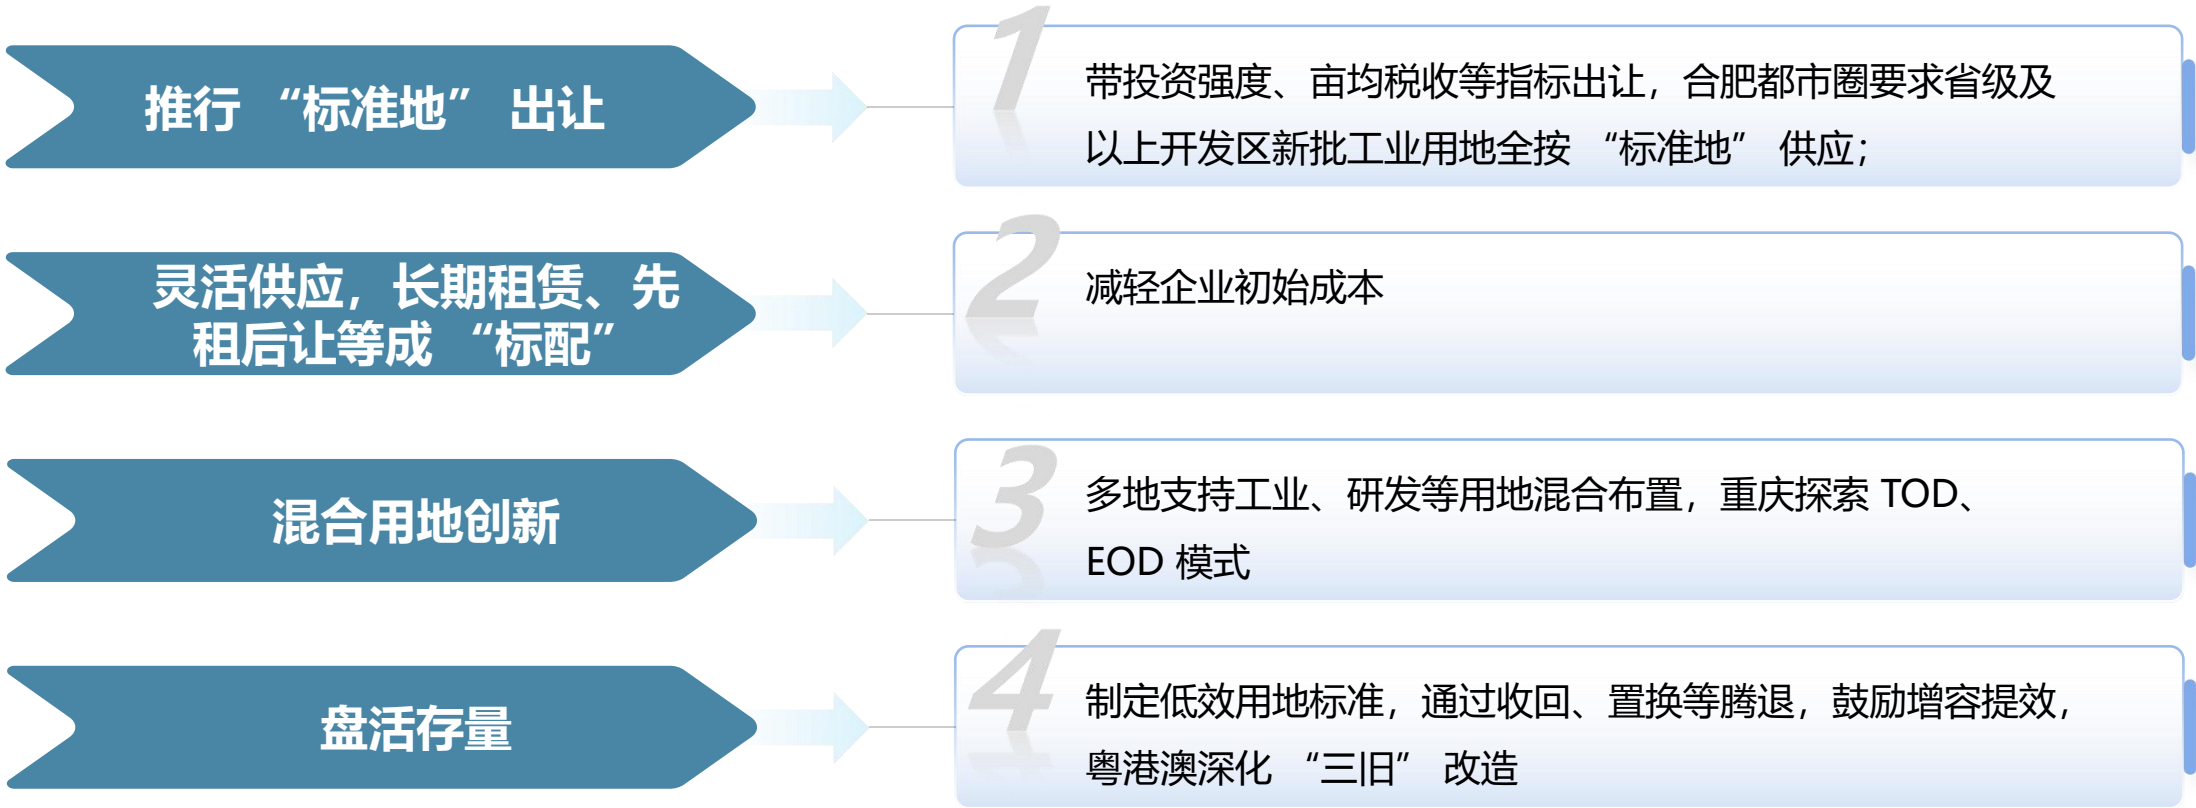 推行 “标准地” 出让
1
带投资强度、亩均税收等指标出让，合肥都市圈要求省级及
以上开发区新批工业用地全按 “标准地” 供应；
灵活供应，长期租赁、先
租后让等成 “标配”
2
减轻企业初始成本
混合用地创新
3
多地支持工业、研发等用地混合布置，重庆探索 TOD、
EOD 模式
盘活存量
4
制定低效用地标准，通过收回、置换等腾退，鼓励增容提效，
粤港澳深化 “三旧” 改造